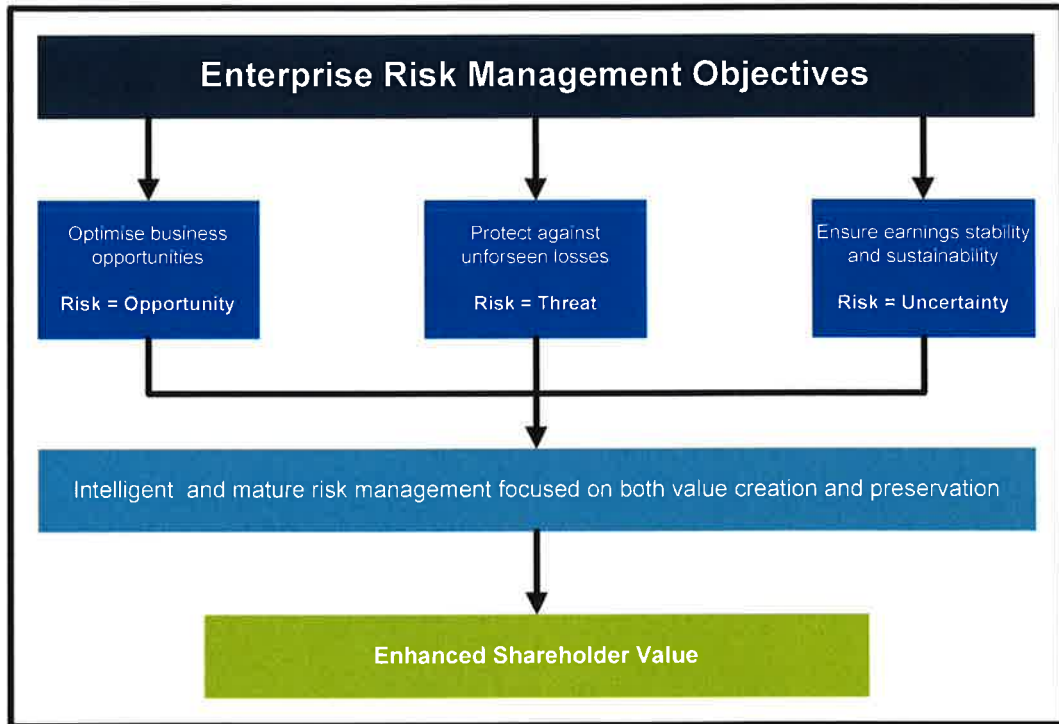 Enterprise Risk Management Objectives
Optimise business
opportunities
Risk = Opportunity
Protect against
unforseen losses
Risk = Threat
Ensure earnings stability
and sustainability
Risk = Uncertainty
Intelligent and mature risk management focused on both value creation and preservation
Enhanced Shareholder Value